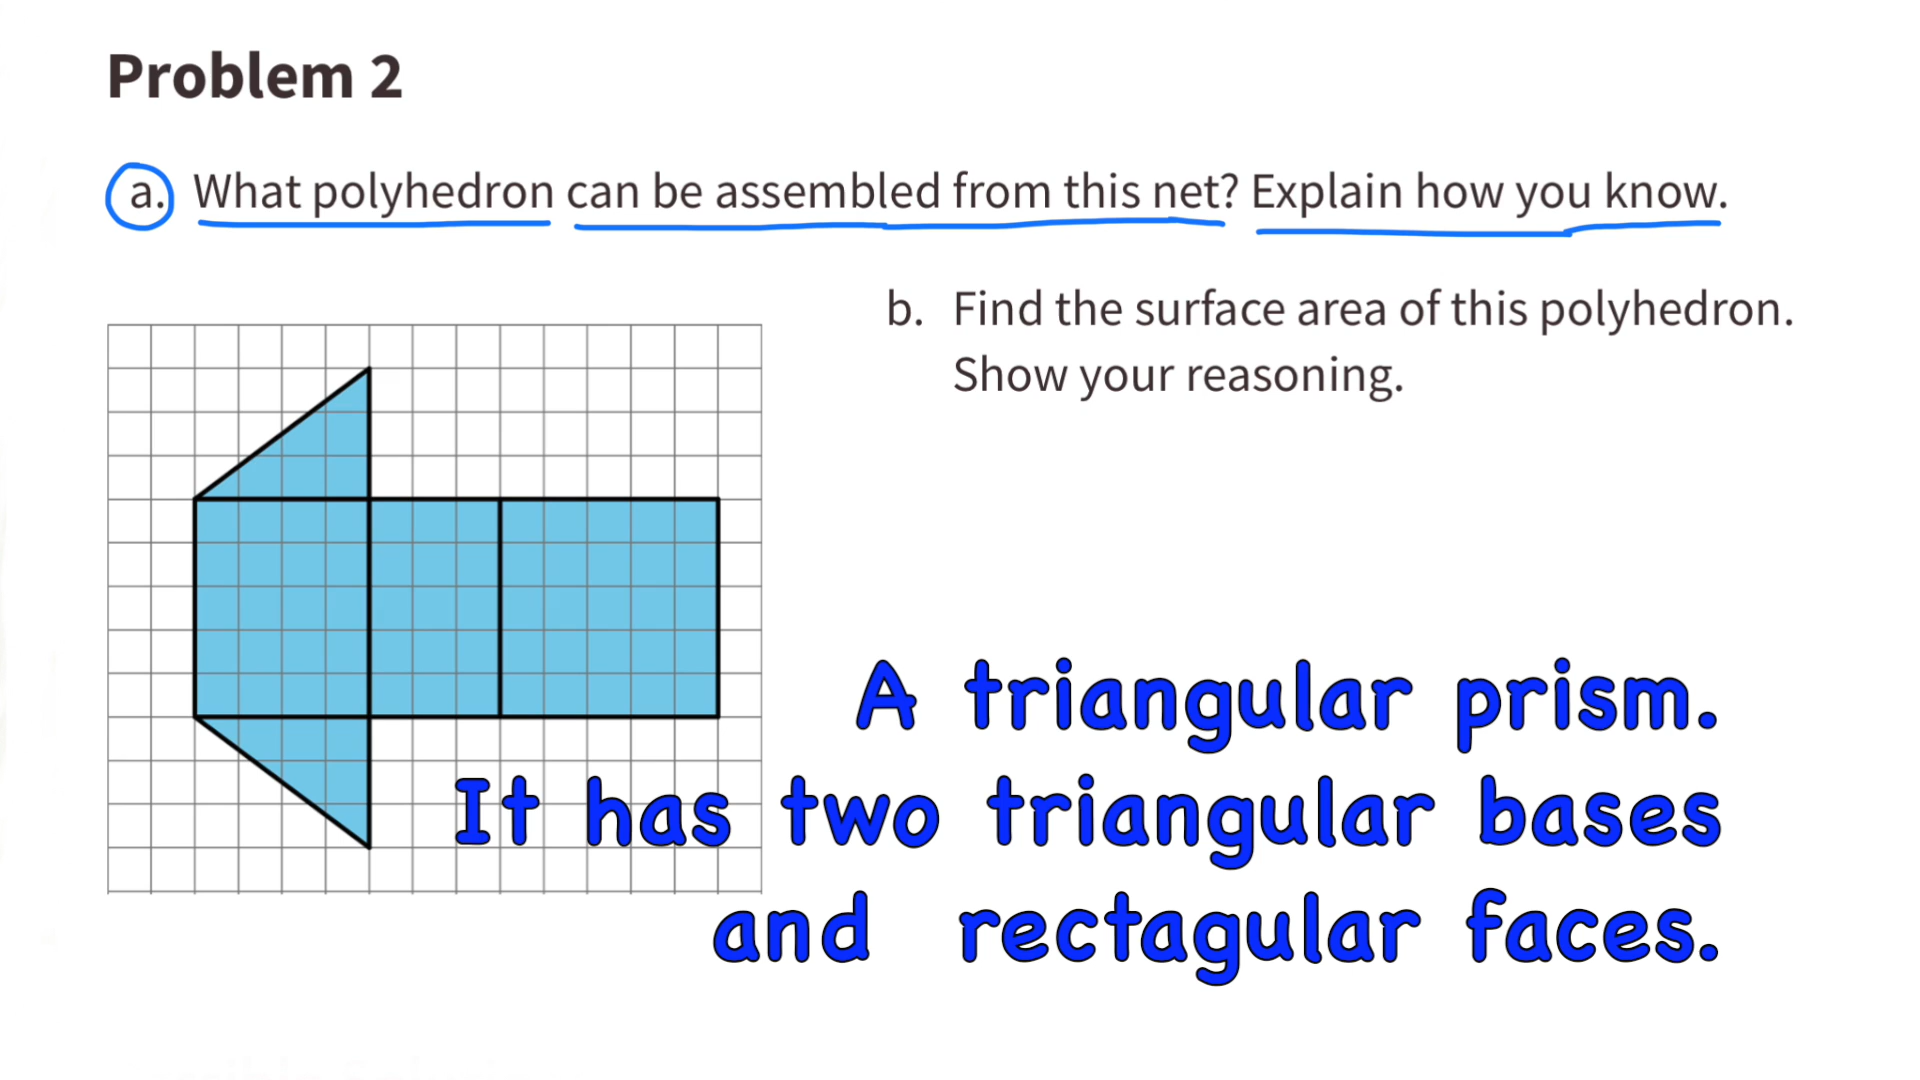 Problem 2
a. What polyhedron can be assembled from this net? Explain how you know.
b. Find the surface area of this polyhedron.
Show your reasoning.
A triangular prism.
It has two triangular bases
and rectagular faces.